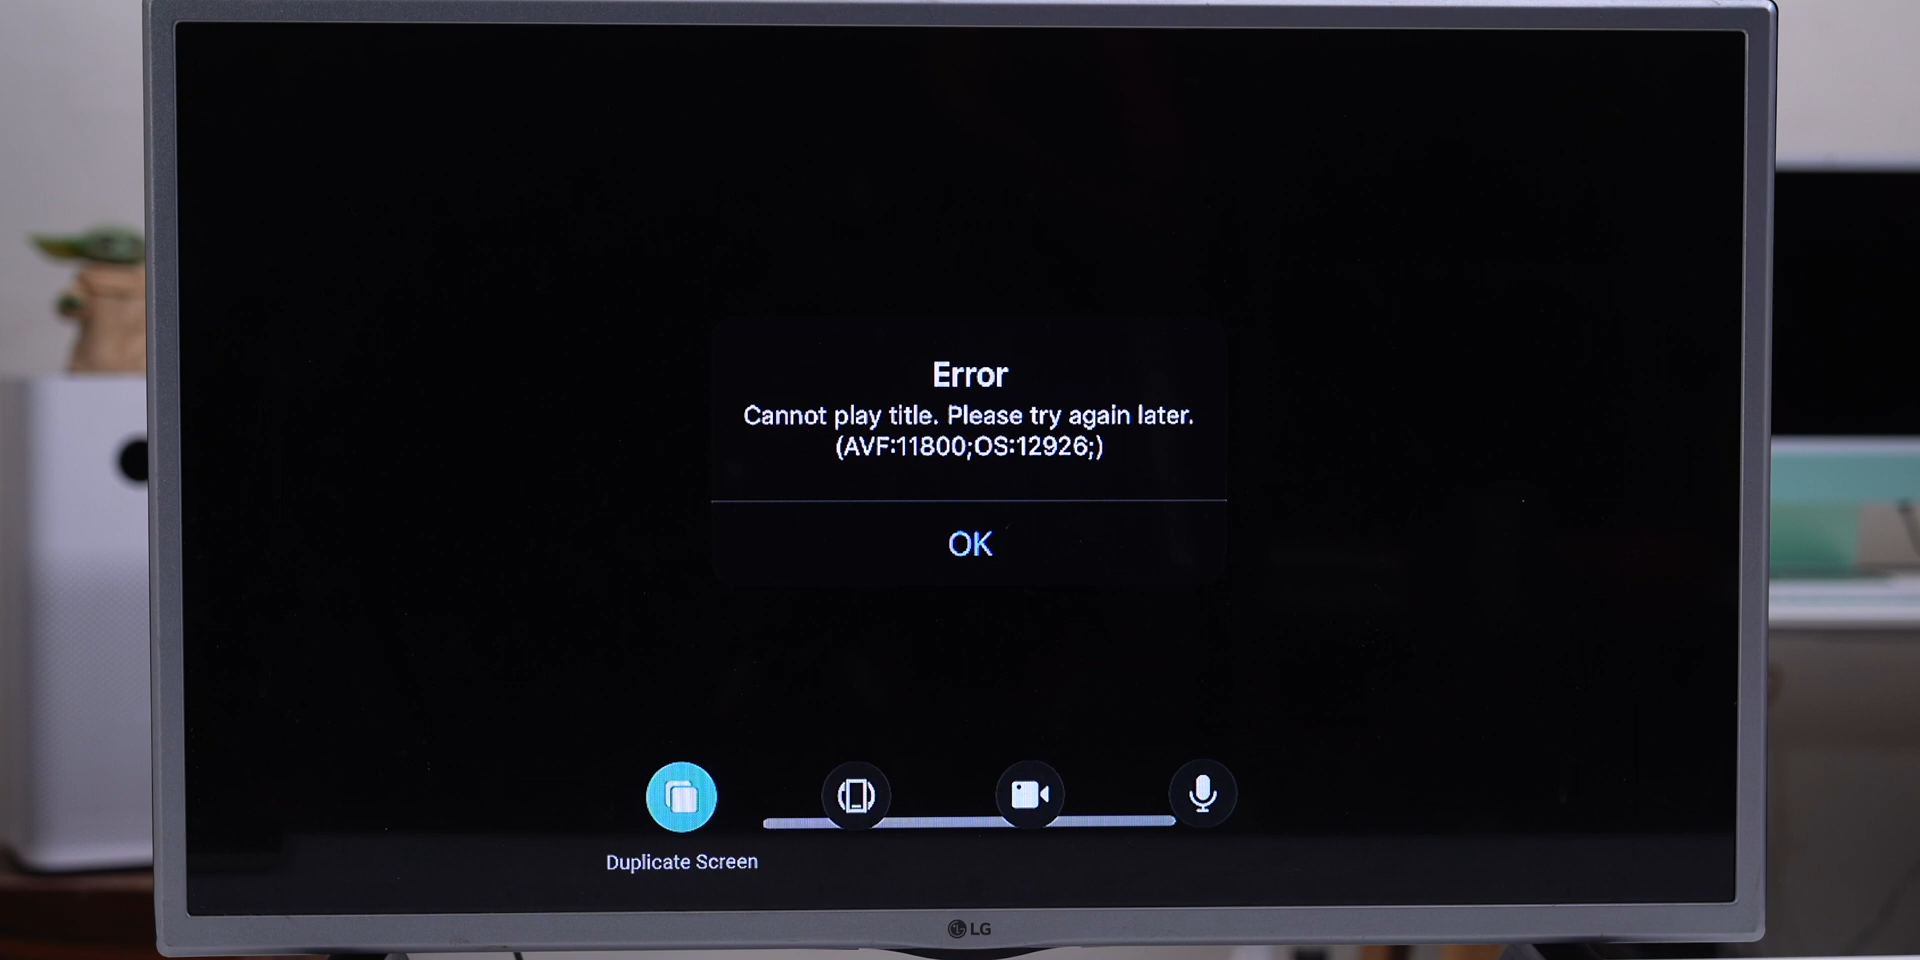 Error
Cannot play title. Please try again later.
(AVF:11800;OS:12926;)
OK
Duplicate Screen
LG